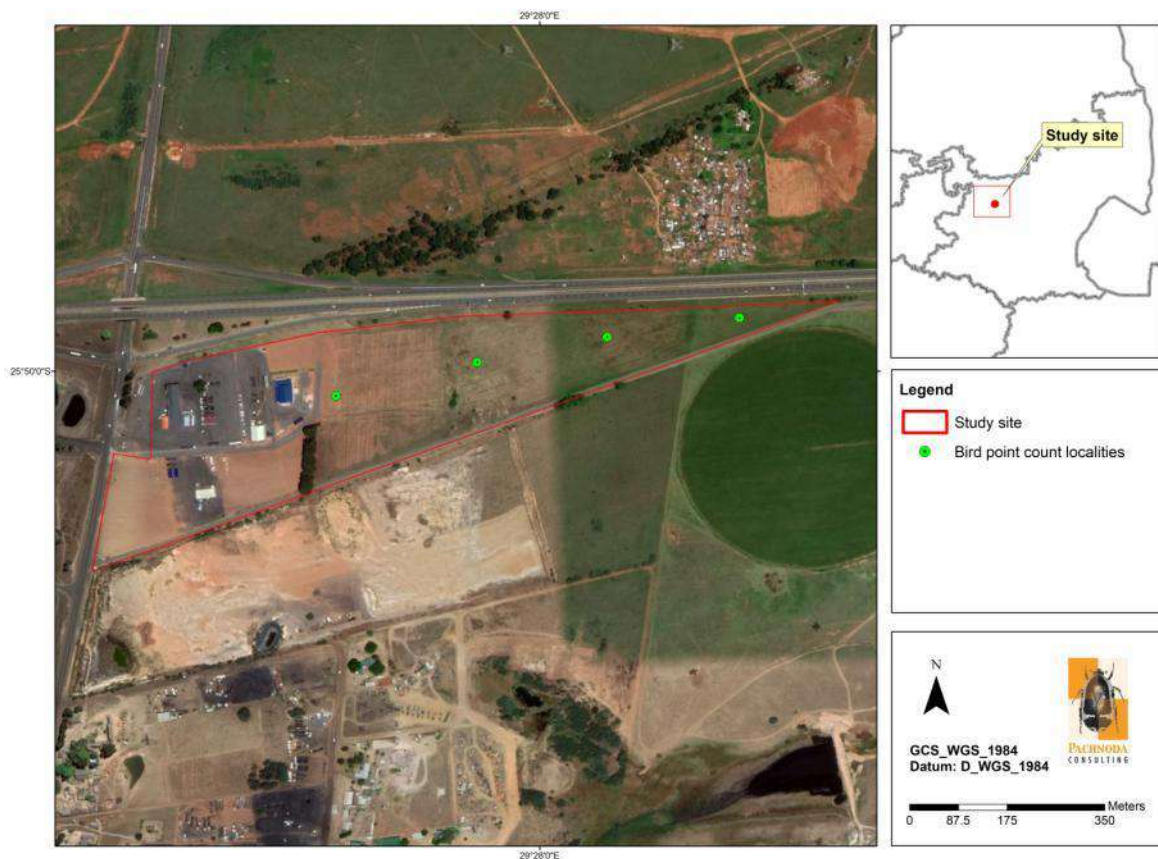 29°28'0"E
Study site
25°50'0"S
Legend
Study site
Bird point count localities
N
PACHNODA
CONSULTING
GCS_WGS_1984
Datum: D_WGS_1984
Meters
0 87.5 175 350
29°28'0"E